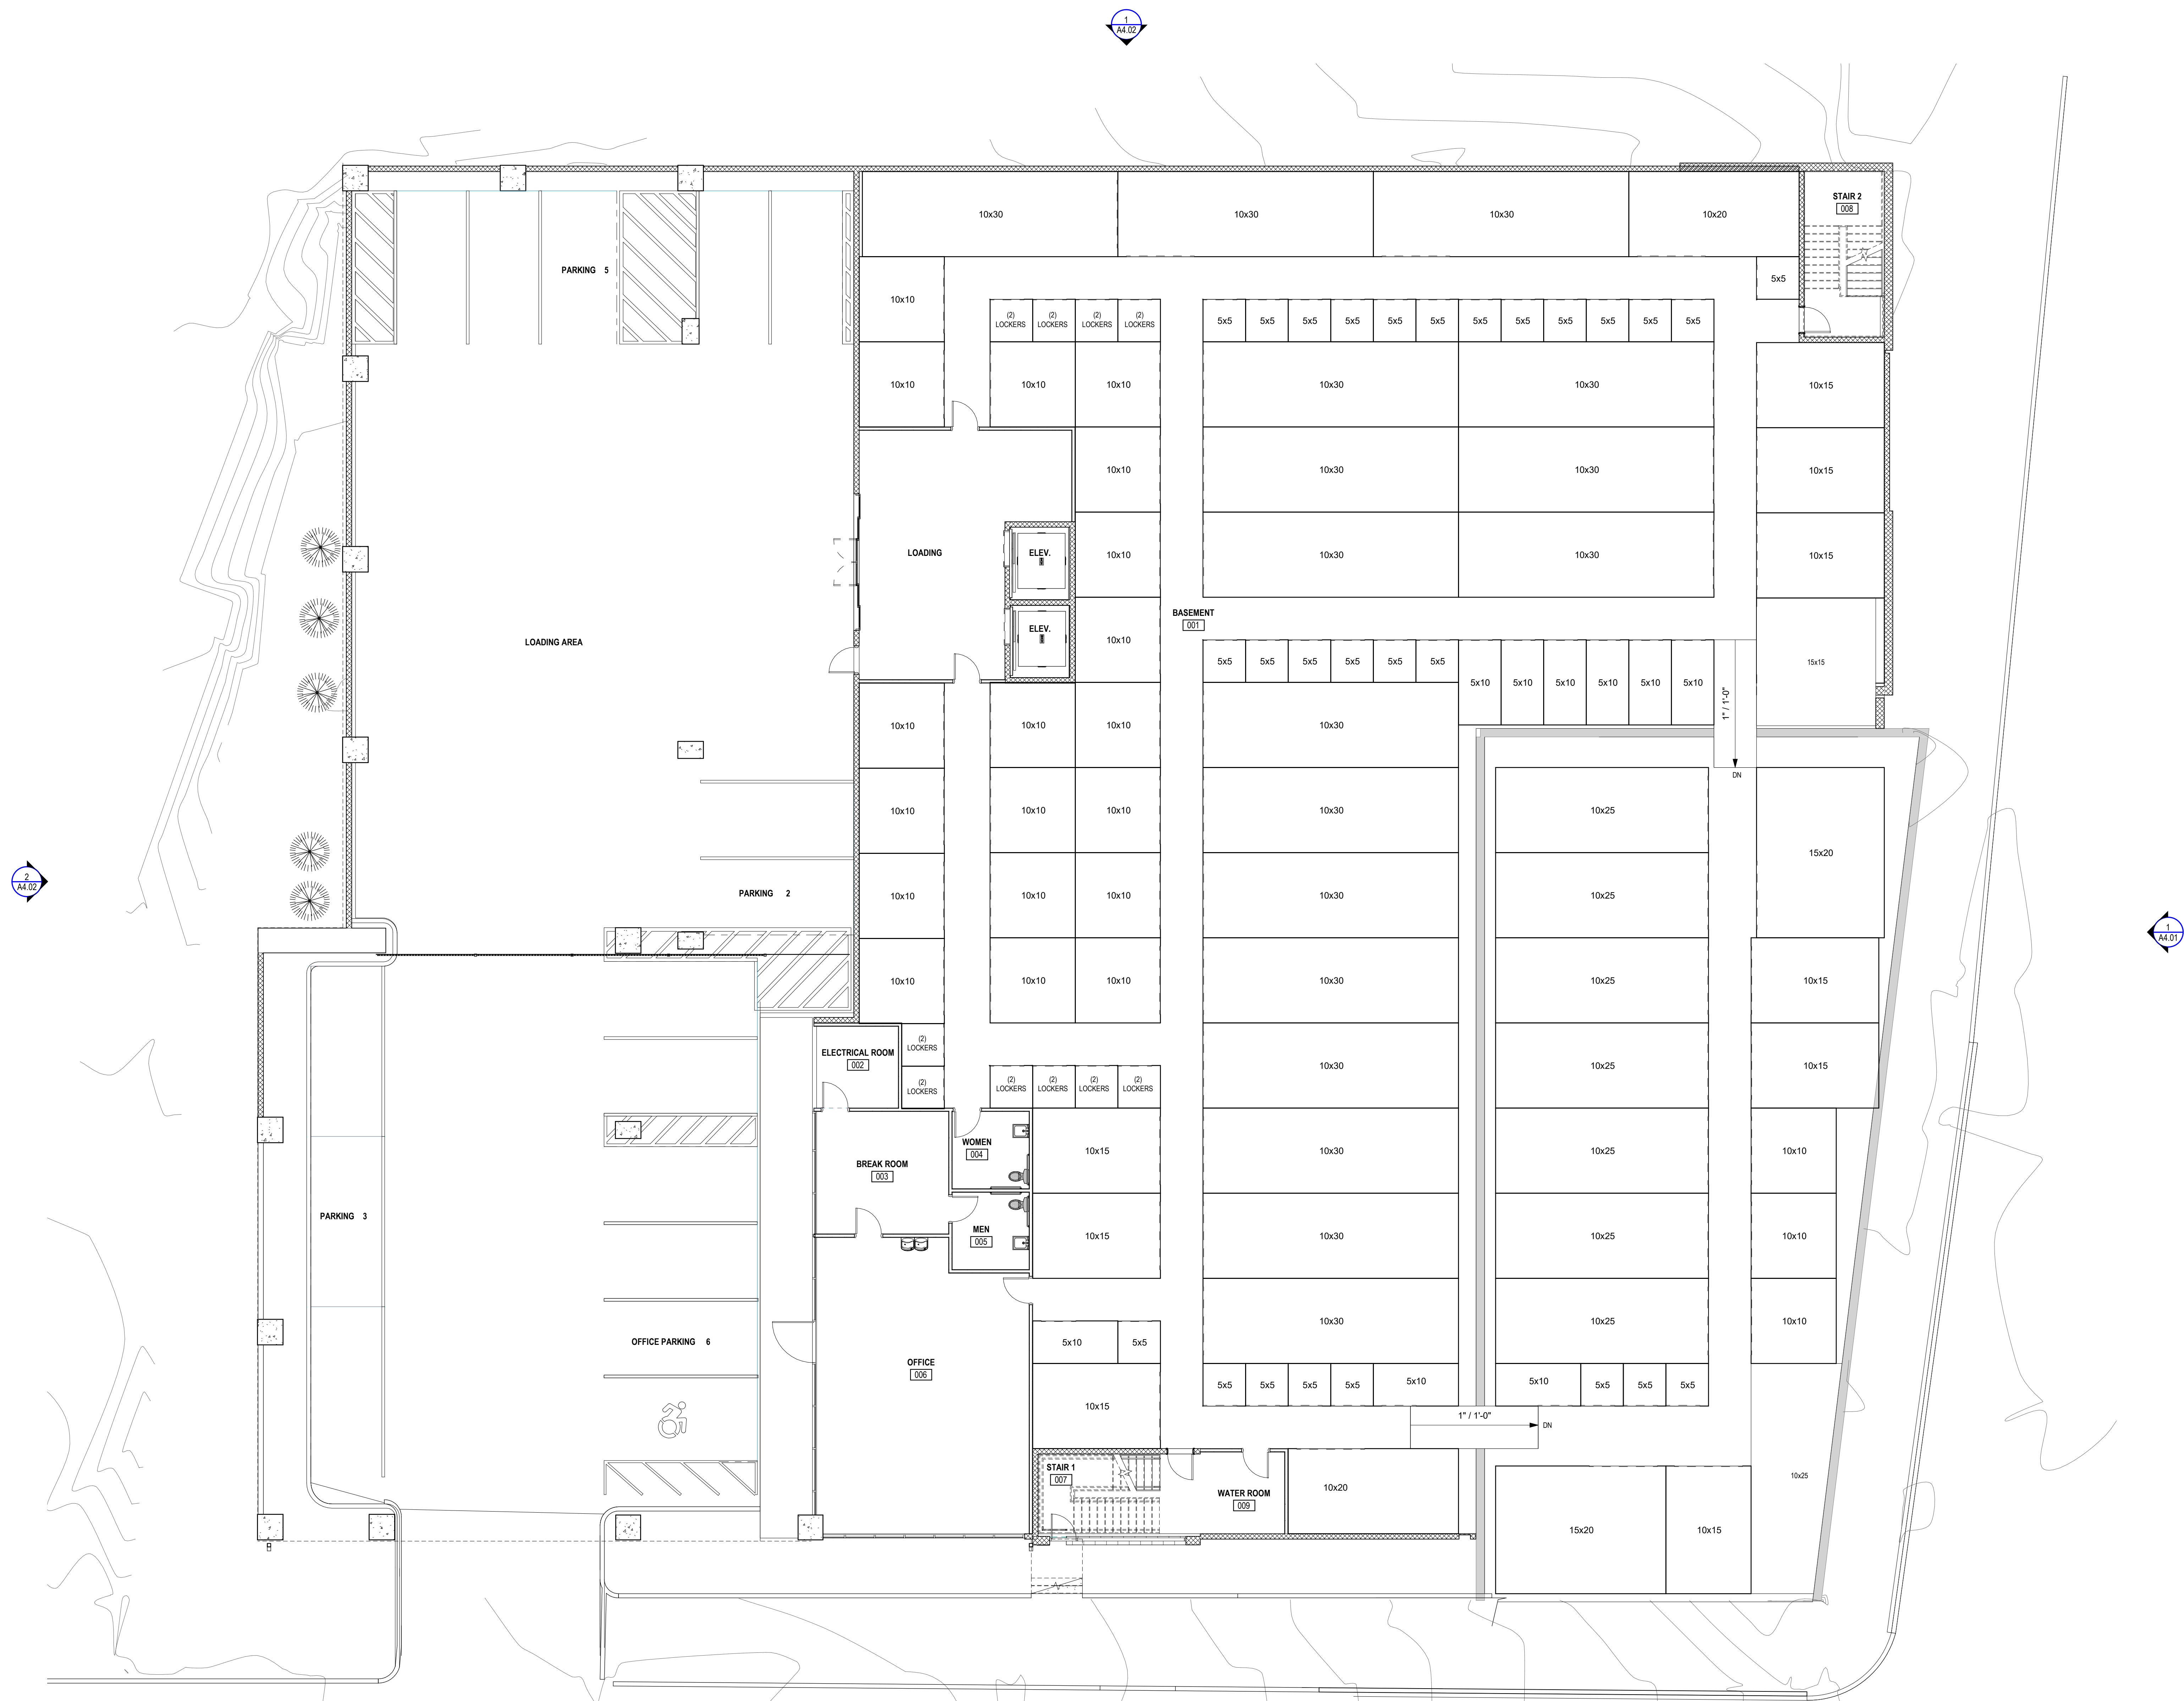 1
A4.02
10x30
10x30
10x30
10x20
STAIR 2
008
PARKING 5
5x5
10x10
(2)
LOCKERS
(2)
LOCKERS
(2)
LOCKERS
(2)
LOCKERS
5x5
5x5
5x5
5x5
5x5
5x5
5x5
5x5
5x5
5x5
5x5
5x5
10x10
10x10
10x10
10x30
10x30
10x15
10x10
10x30
10x30
10x15
LOADING
ELEV.
10x10
10x30
10x30
10x15
BASEMENT
001
ELEV.
10x10
LOADING AREA
5x5
5x5
5x5
5x5
5x5
5x5
5x10
5x10
5x10
5x10
5x10
5x10
15x15
1" / 1'-0"
10x10
10x10
10x10
10x30
DN
10x10
10x10
10x10
10x30
10x25
15x20
2
A4.02
PARKING 2
10x10
10x10
10x10
10x30
10x25
1
A4.01
10x10
10x10
10x10
10x30
10x25
10x15
ELECTRICAL ROOM
002
(2)
LOCKERS
10x30
10x25
10x15
(2)
LOCKERS
(2)
LOCKERS
(2)
LOCKERS
(2)
LOCKERS
(2)
LOCKERS
WOMEN
004
BREAK ROOM
003
10x15
10x30
10x25
10x10
PARKING 3
MEN
005
10x15
10x30
10x25
10x10
OFFICE PARKING 6
5x10
5x5
10x30
10x25
10x10
OFFICE
006
5x5
5x5
5x5
5x5
5x10
5x10
5x5
5x5
5x5
10x15
1" / 1'-0"
DN
STAIR 1
007
WATER ROOM
009
10x20
10x25
15x20
10x15